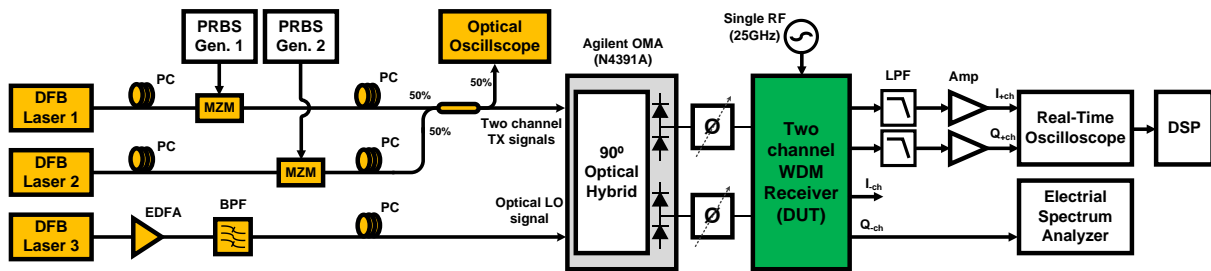 PRBS
Gen. 1
PRBS
Gen. 2
Optical
Oscillscope
Single RF
(25GHz)
Agilent OMA
(N4391A)
PC
PC
50%
50%
LPF
Amp
DFB
Laser 1
MZM
50%
Two channel
TX signals
I+ch
Q+ch
Real-Time
Oscilloscope
DSP
PC
PC
DFB
Laser 2
MZM
90º
Optical
Hybrid
Ø
Ø
Two
channel
WDM
Receiver
(DUT)
I-ch
Q-ch
Electrial
Spectrum
Analyzer
EDFA
BPF
PC
Optical LO
signal
DFB
Laser 3